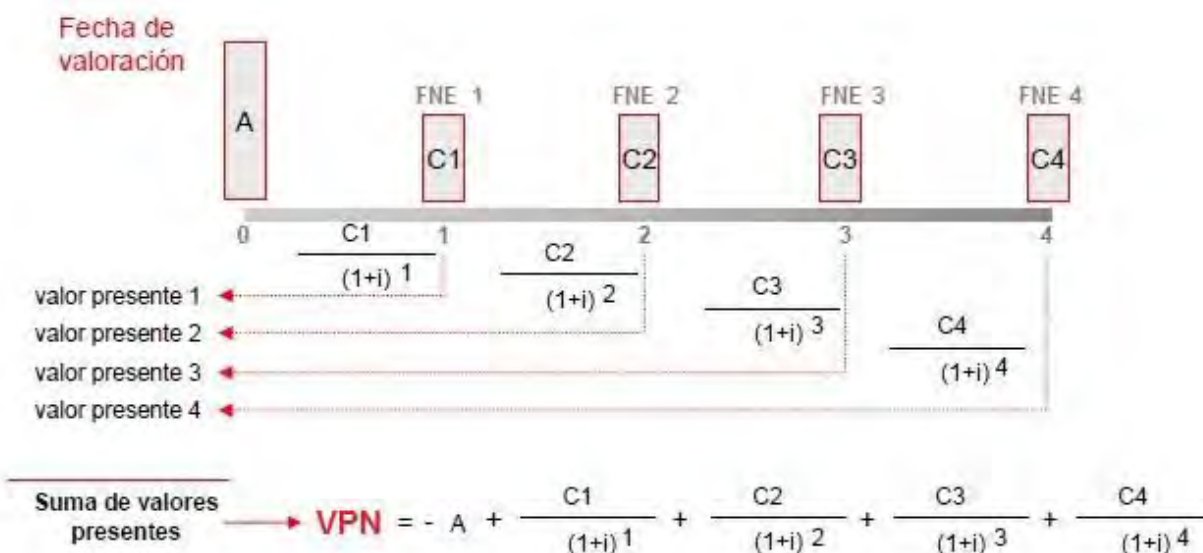 Fecha de
valoración
A
FNE 1
FNE 2
FNE 3
FNE 4
C1
C2
C3
C4
0
1
2
3
4
C1
(1+i) 1
C2
(1+i) 2
C3
(1+i) 3
C4
(1+i) 4
valor presente 1
valor presente 2
valor presente 3
valor presente 4
Suma de valores
presentes
VPN = - A + C1 + C2 + C3 + C4
(1+i) 1 (1+i) 2 (1+i) 3 (1+i) 4